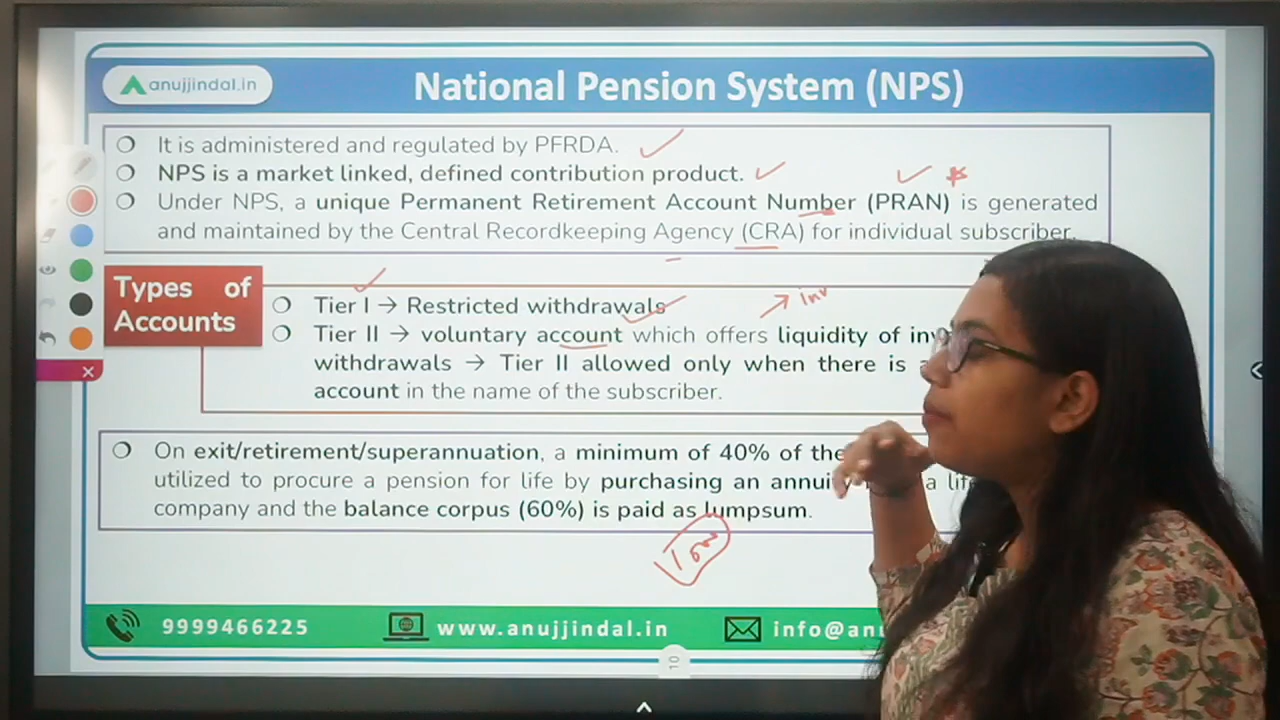 anujjindal.in
National Pension System (NPS)
It is administered and regulated by PFRDA.
NPS is a market linked, defined contribution product.
Under NPS, a unique Permanent Retirement Account Number (PRAN) is generated
and maintained by the Central Recordkeeping Agency (CRA) for individual subscriber.
Types of
Accounts
Tier I → Restricted withdrawals
inv
Tier II → voluntary account which offers liquidity of
withdrawals → Tier II allowed only when there is
account in the name of the subscriber.
On exit/retirement/superannuation, a minimum of 40% of the
utilized to procure a pension for life by purchasing an a
company and the balance corpus (60%) is paid as lumpsum.
9999466225
www.anujjindal.in
10